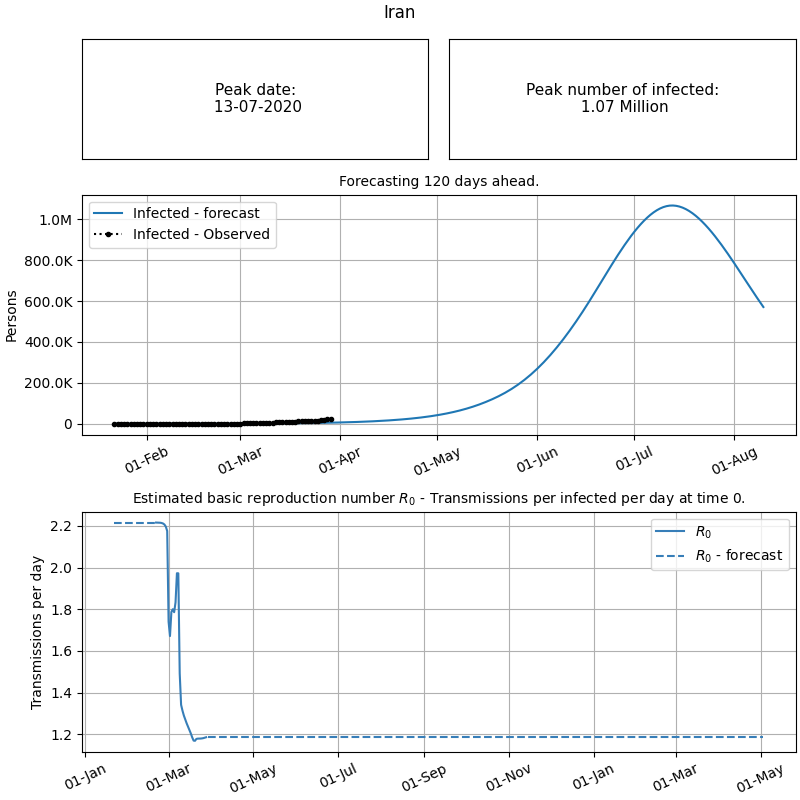 Iran
Peak date:
13-07-2020
Peak number of infected:
1.07 Million
Forecasting 120 days ahead.
Infected - forecast
Infected - Observed
Persons
1.0M
800.0K
600.0K
400.0K
200.0K
0
01-Feb
01-Mar
01-Apr
01-May
01-Jun
01-Jul
01-Aug
Estimated basic reproduction number R₀ - Transmissions per infected per day at time 0.
R₀
R₀ - forecast
Transmissions per day
2.2
2.0
1.8
1.6
1.4
1.2
01-Jan
01-Mar
01-May
01-Jul
01-Sep
01-Nov
01-Jan
01-Mar
01-May